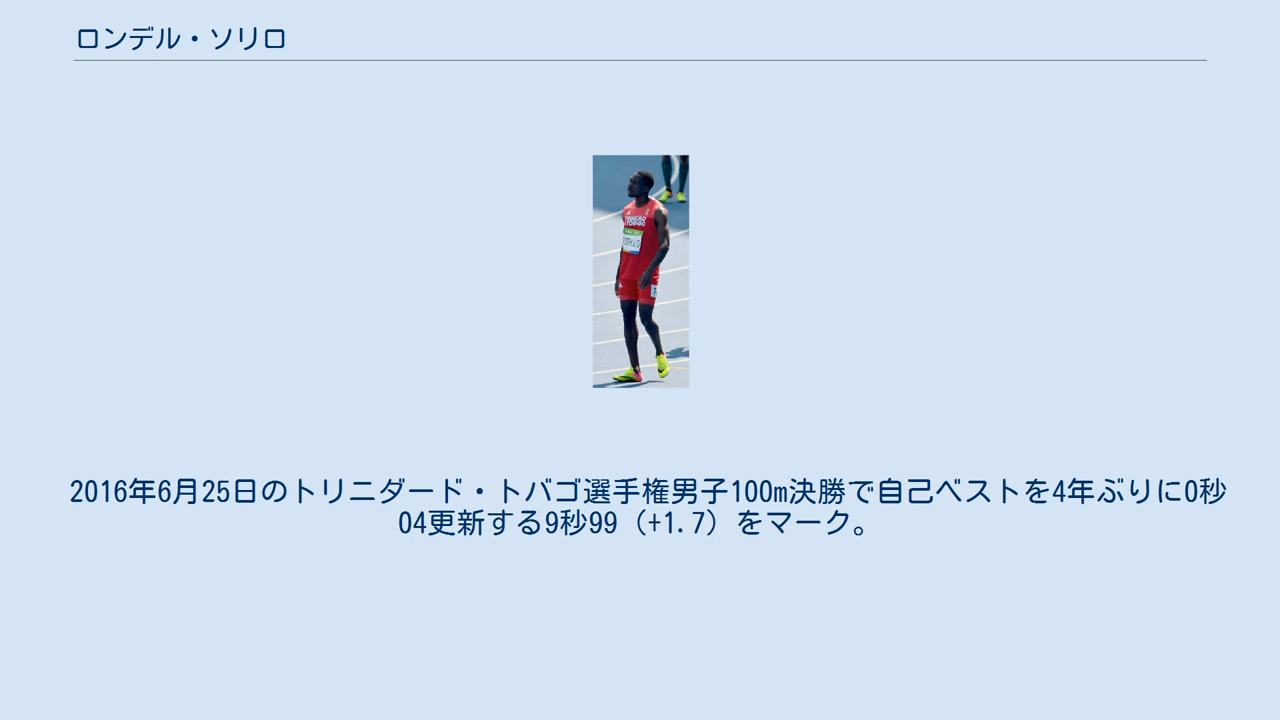 ロンデル・ソリロ
TRINIDAD
&TOBAGO
2016年6月25日のトリニダード・トバゴ選手権男子100m決勝で自己ベストを4年ぶりに0秒
04更新する9秒99（+1.7）をマーク。